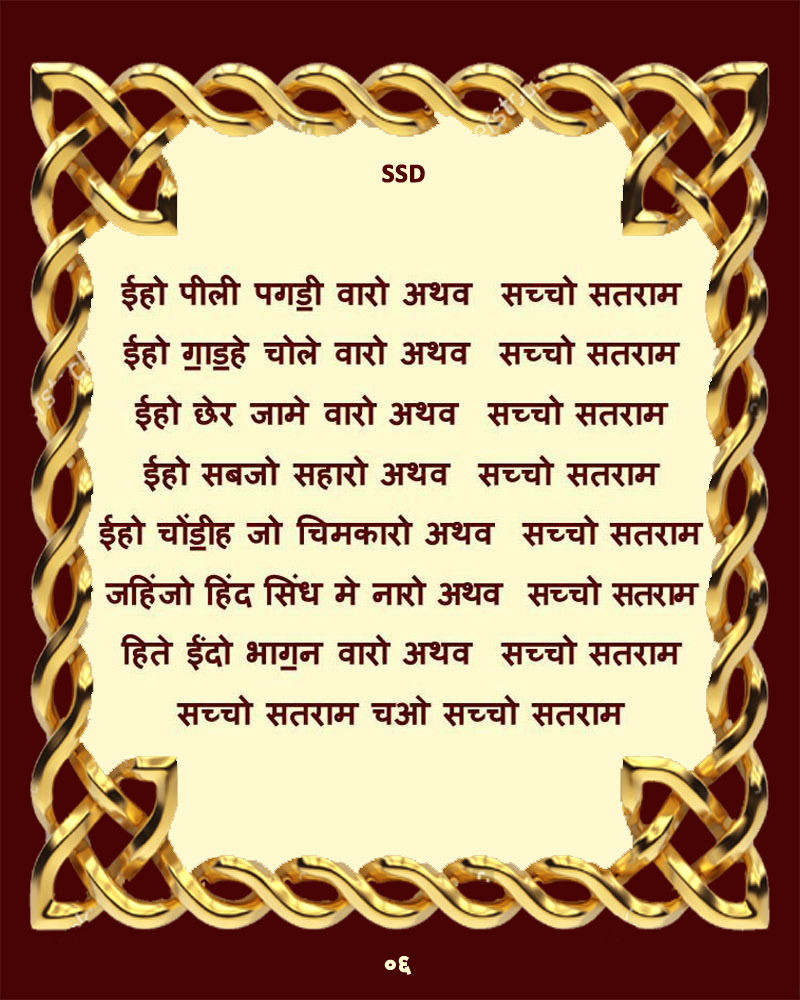 SSD
ईहो पीली पगड॒ी वारो अथव सच्चो सतराम
ईहो ग॒ाड॒हे चोले वारो अथव सच्चो सतराम
ईहो छेर जामे वारो अथव सच्चो सतराम
ईहो सबजो सहारो अथव सच्चो सतराम
ईहो चोंड॒ीह जो चिमकारो अथव सच्चो सतराम
जहिंजो हिंद सिंध मे नारो अथव सच्चो सतराम
हिते ईंदो भाग॒न वारो अथव सच्चो सतराम
सच्चो सतराम चओ सच्चो सतराम
०६